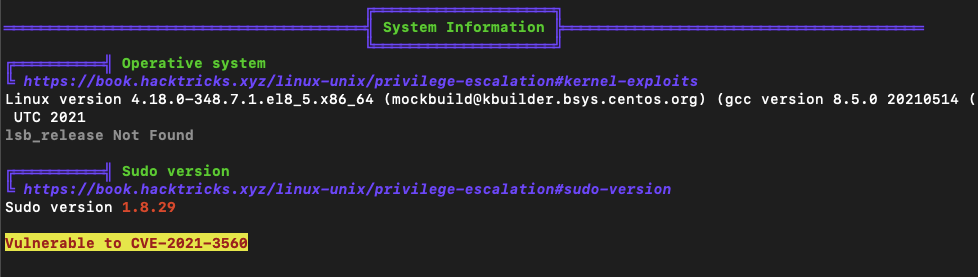 System Information
Operative system
https://book.hacktricks.xyz/linux-unix/privilege-escalation#kernel-exploits
Linux version 4.18.0-348.7.1.el8_5.x86_64 (mockbuild@kbuilder.bsys.centos.org) (gcc version 8.5.0 20210514 (
UTC 2021
lsb_release Not Found
Sudo version
https://book.hacktricks.xyz/linux-unix/privilege-escalation#sudo-version
Sudo version 1.8.29
Vulnerable to CVE-2021-3560